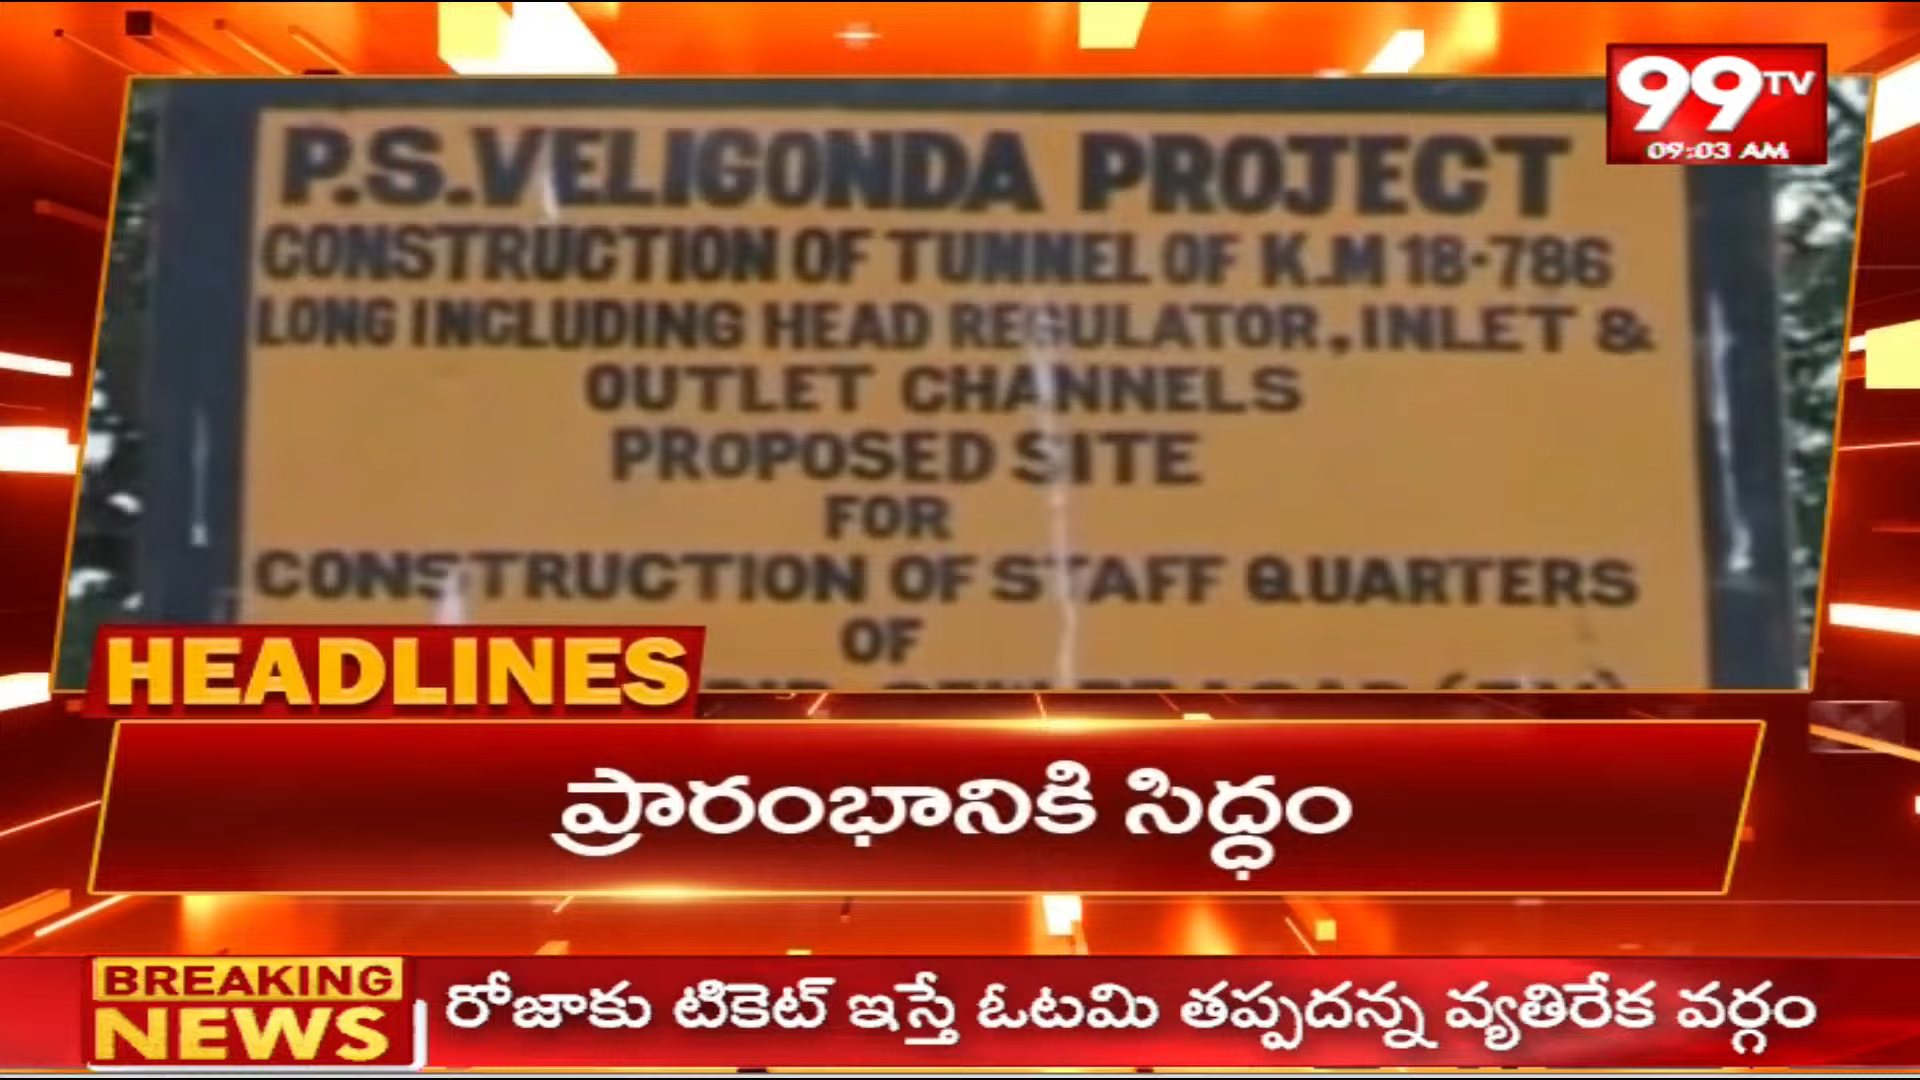 99TV
09:03 AM
P.S.VELIGONDA PROJECT
CONSTRUCTION OF TUNNEL OF K.M 18.786
LONG INCLUDING HEAD REGULATOR, INLET &
OUTLET CHANNELS
PROPOSED SITE
FOR
CONSTRUCTION OF STAFF QUARTERS
OF
HEADLINES
ప్రారంభానికి సిద్ధం
BREAKING
NEWS
రోజాకు టికెట్ ఇస్తే ఓటమి తప్పదన్న వ్యతిరేక వర్గం